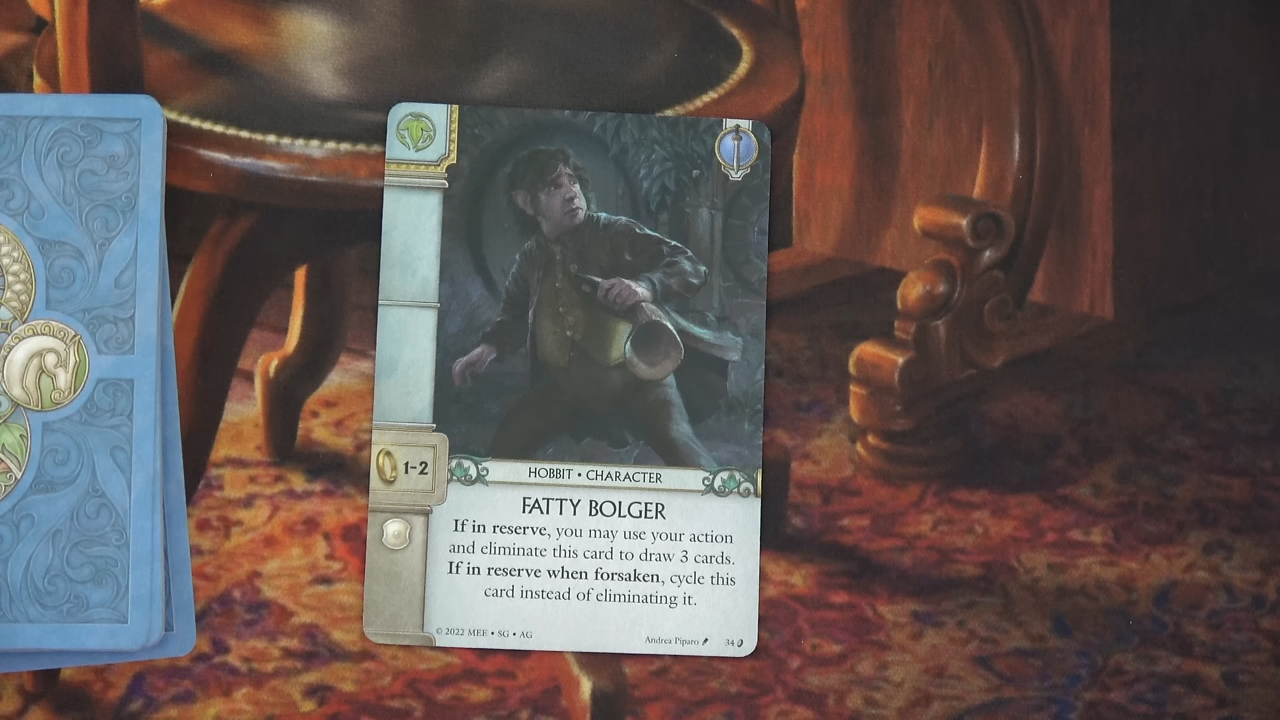 1-2
HOBBIT • CHARACTER
FATTY BOLGER
If in reserve, you may use your action
and eliminate this card to draw 3 cards.
If in reserve when forsaken, cycle this
card instead of eliminating it.
© 2022 MEE • SG • AG
Andrea Piparo
34